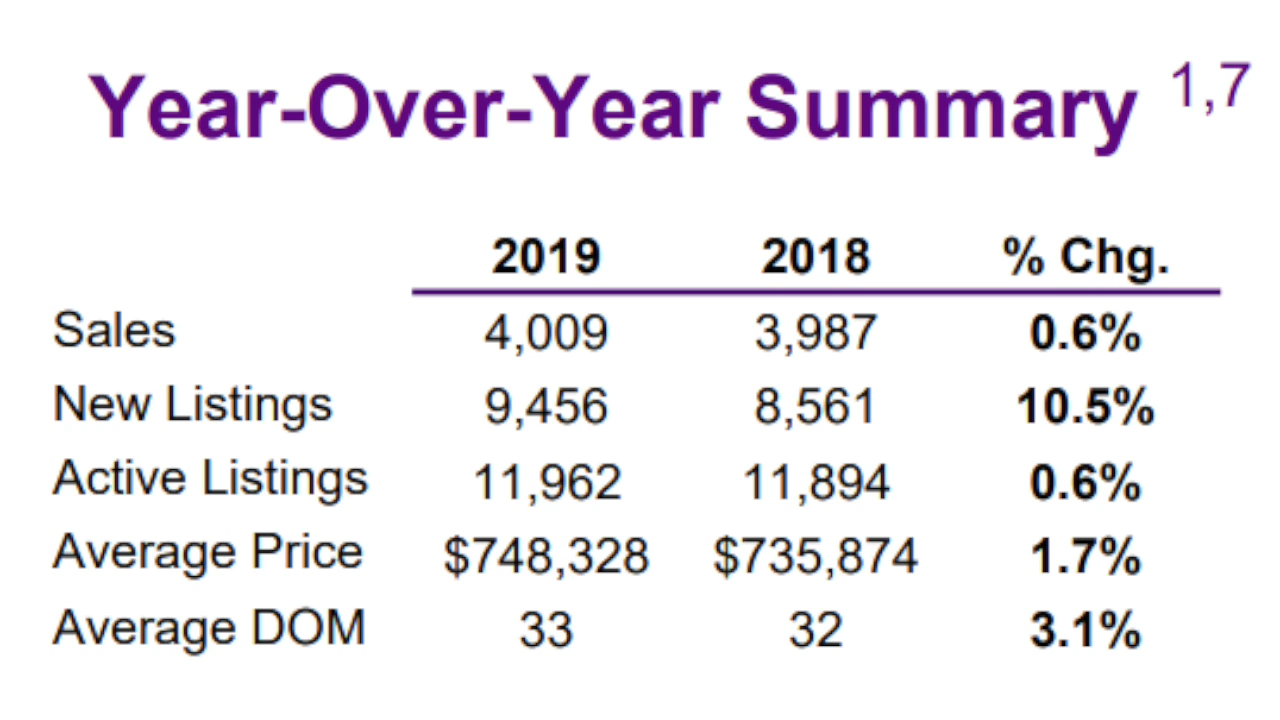 Year-Over-Year Summary 1,7
2019 2018 % Chg.
Sales 4,009 3,987 0.6%
New Listings 9,456 8,561 10.5%
Active Listings 11,962 11,894 0.6%
Average Price $748,328 $735,874 1.7%
Average DOM 33 32 3.1%